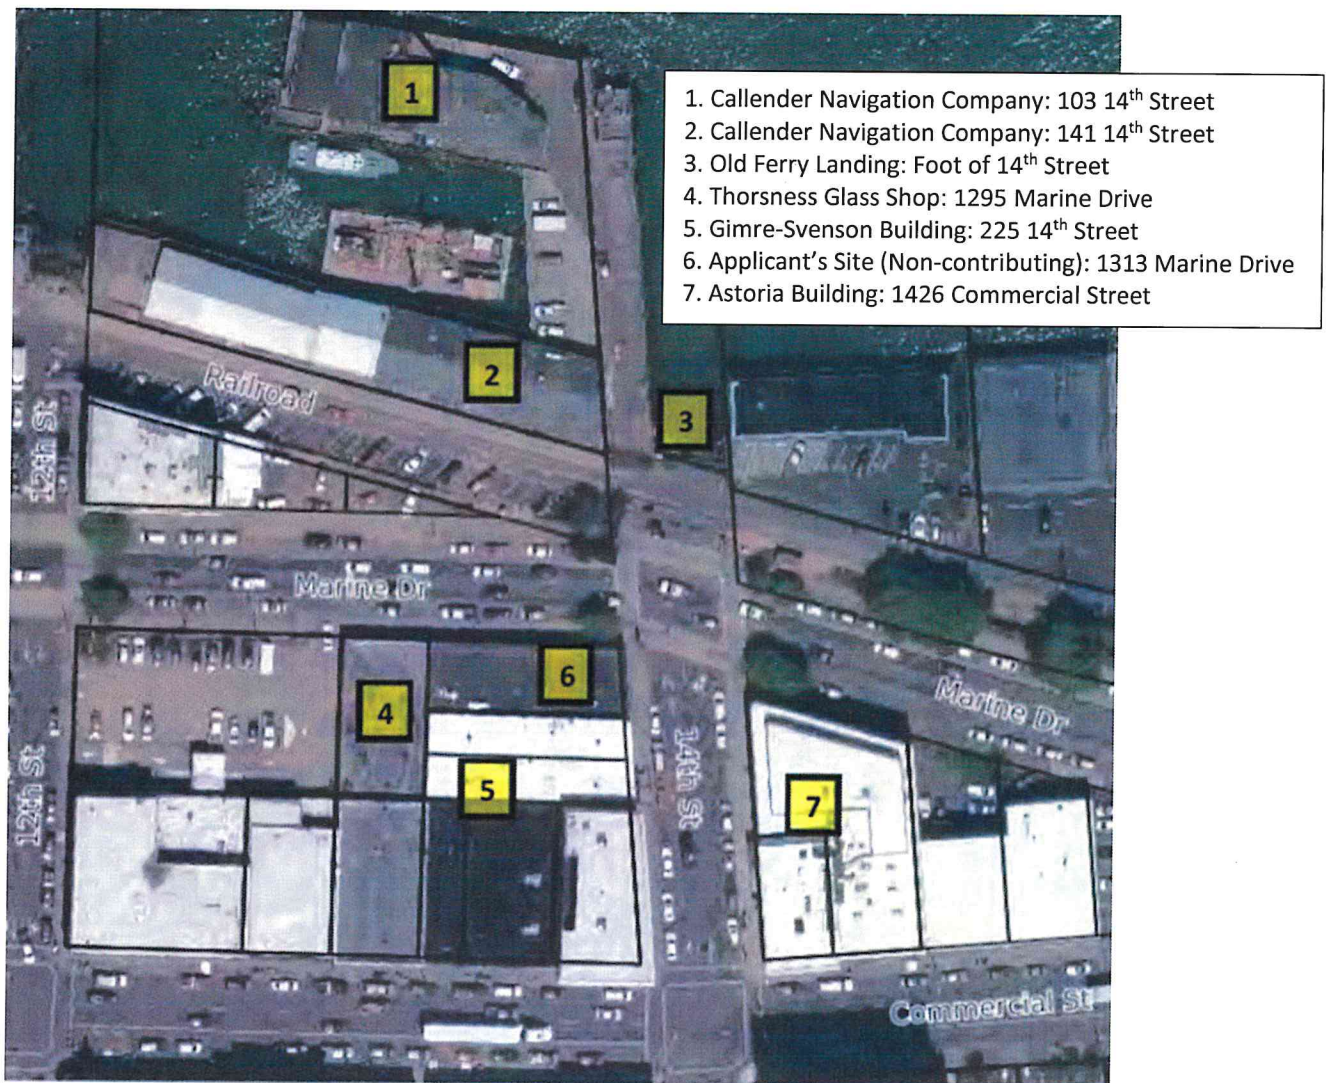 1
1. Callender Navigation Company: 103 14th Street
2. Callender Navigation Company: 141 14th Street
3. Old Ferry Landing: Foot of 14th Street
4. Thorsness Glass Shop: 1295 Marine Drive
5. Gimre-Svenson Building: 225 14th Street
6. Applicant's Site (Non-contributing): 1313 Marine Drive
7. Astoria Building: 1426 Commercial Street
2
Railroad
3
12th St
Marine Dr
6
4
Marine Dr
14th St
5
7
12th St
Commercial St